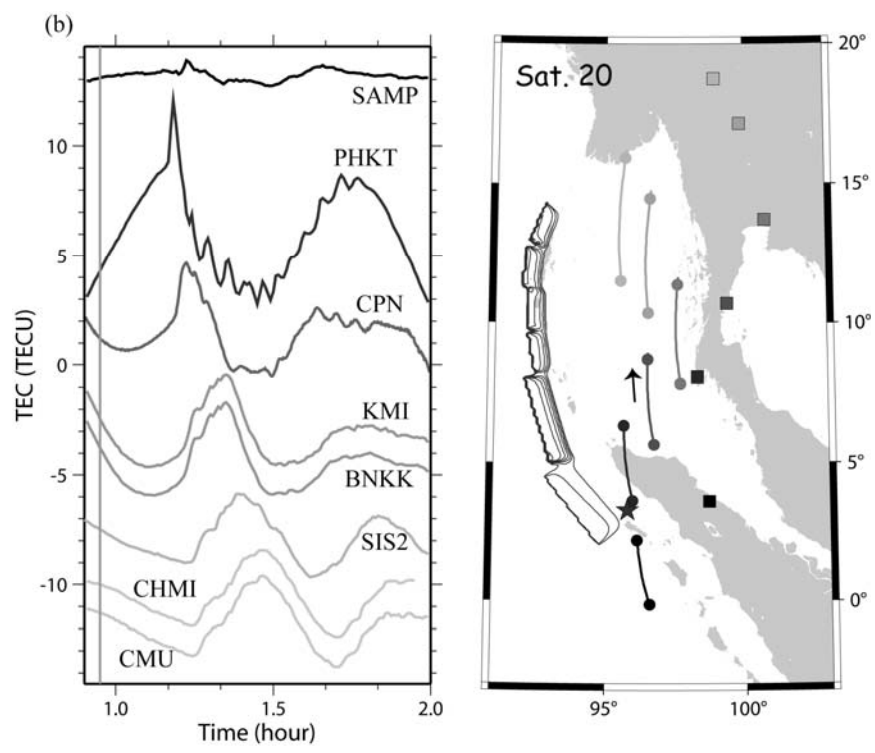 (b)
SAMP
PHKT
CPN
KMI
BNKK
SIS2
CHMI
CMU
10
5
0
-5
-10
TEC (TECU)
1.0 1.5 2.0
Time (hour)
Sat. 20
20°
15°
10°
5°
0°
95° 100°